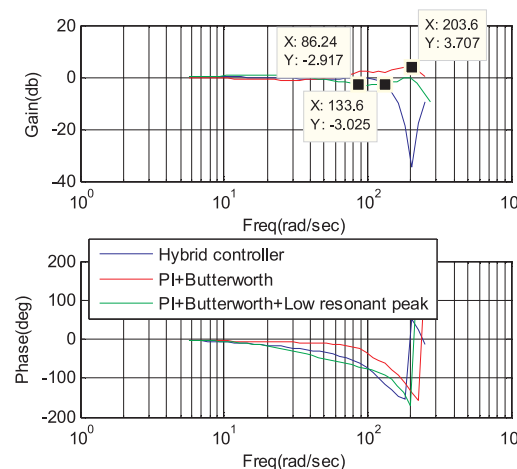 20
0
-20
-40
Gain(db)
X: 86.24
Y: -2.917
X: 203.6
Y: 3.707
X: 133.6
Y: -3.025
10^0
10^1
10^2
10
Freq(rad/sec)
Hybrid controller
PI+Butterworth
PI+Butterworth+Low resonant peak
200
100
0
-100
-200
Phase(deg)
10^0
10^1
10^2
10
Freq(rad/sec)